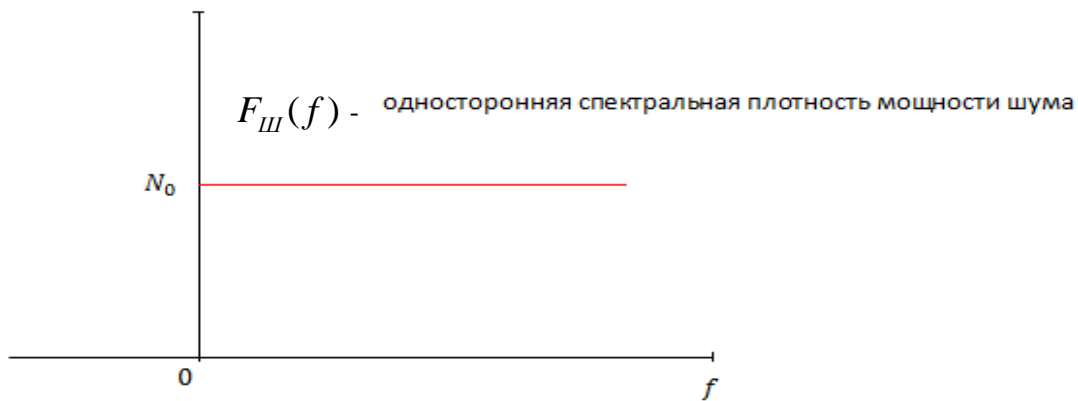 F_Ш(f) - односторонняя спектральная плотность мощности шума
N₀
0
f